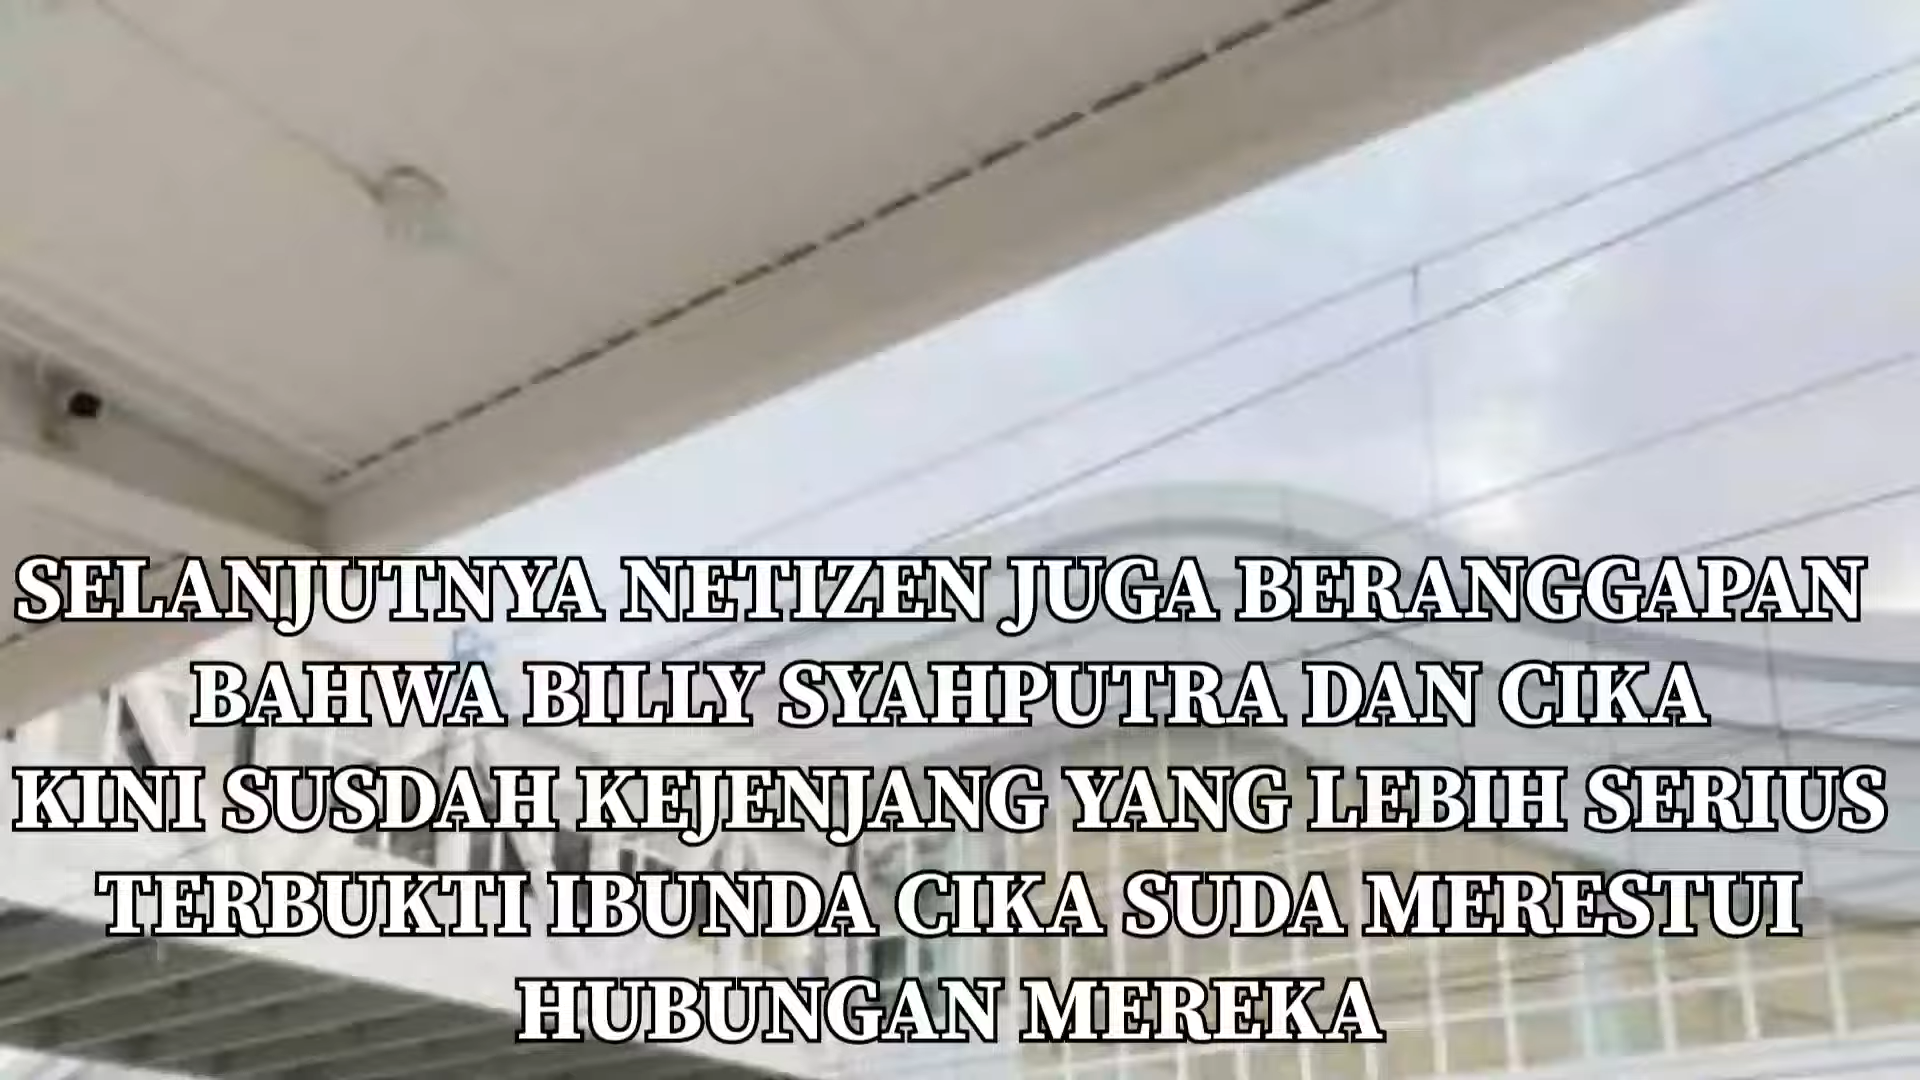 SELANJUTNYA NETIZEN JUGA BERANGGAPAN
BAHWA BILLY SYAHPUTRA DAN CIKA
KINI SUSDAH KEJENJANG YANG LEBIH SERIUS
TERBUKTI IBUNDA CIKA SUDA MERESTUI
HUBUNGAN MEREKA